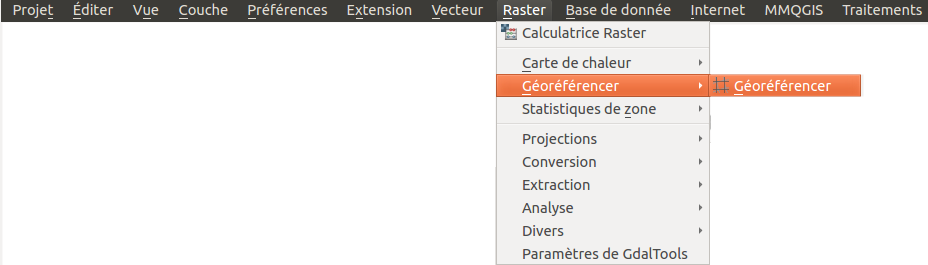 Projet Éditer Vue Couche Préférences Extension Vecteur Raster Base de donnée Internet MMQGIS Traitements
Calculatrice Raster
Carte de chaleur
Géoréférencer Géoréférencer
Statistiques de zone
Projections
Conversion
Extraction
Analyse
Divers
Paramètres de GdalTools